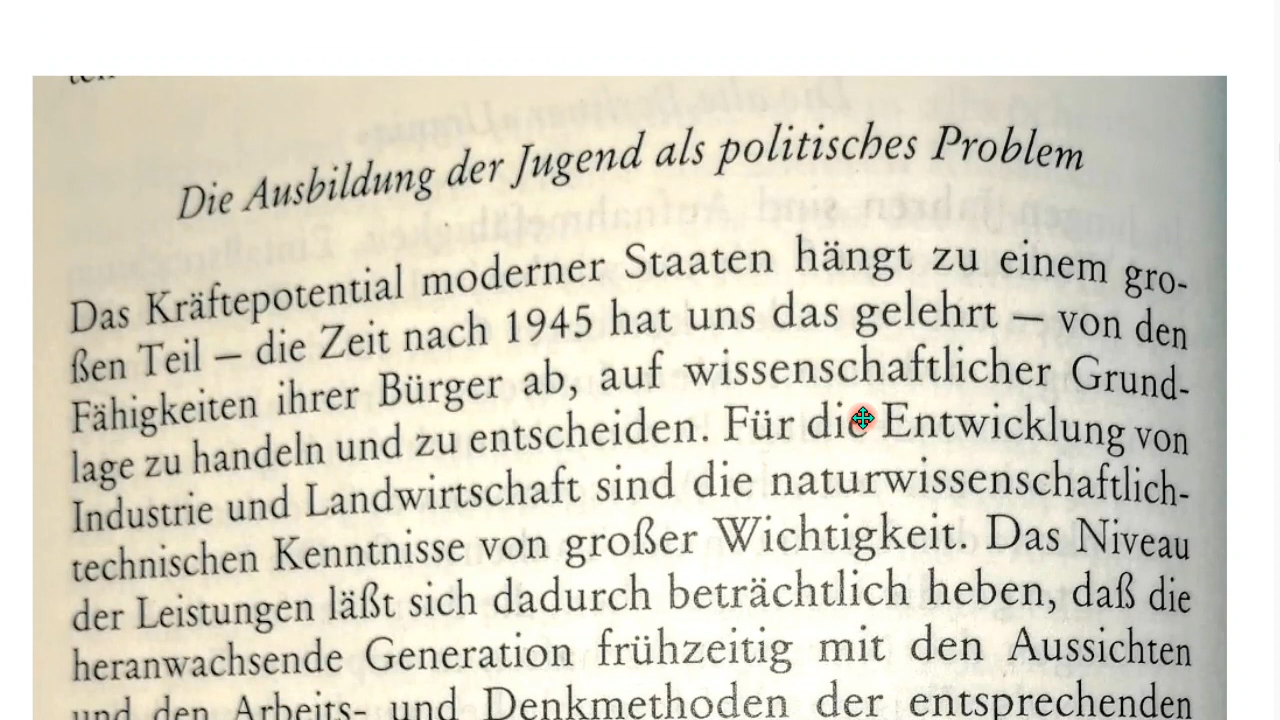 Die Ausbildung der Jugend als politisches Problem
Das Kräftepotential moderner Staaten hängt zu einem gro-
ßen Teil – die Zeit nach 1945 hat uns das gelehrt – von den
Fähigkeiten ihrer Bürger ab, auf wissenschaftlicher Grund-
lage zu handeln und zu entscheiden. Für die Entwicklung von
Industrie und Landwirtschaft sind die naturwissenschaftlich-
technischen Kenntnisse von großer Wichtigkeit. Das Niveau
der Leistungen läßt sich dadurch beträchtlich heben, daß die
heranwachsende Generation frühzeitig mit den Aussichten
und den Arbeits- und Denkmethoden der entsprechenden